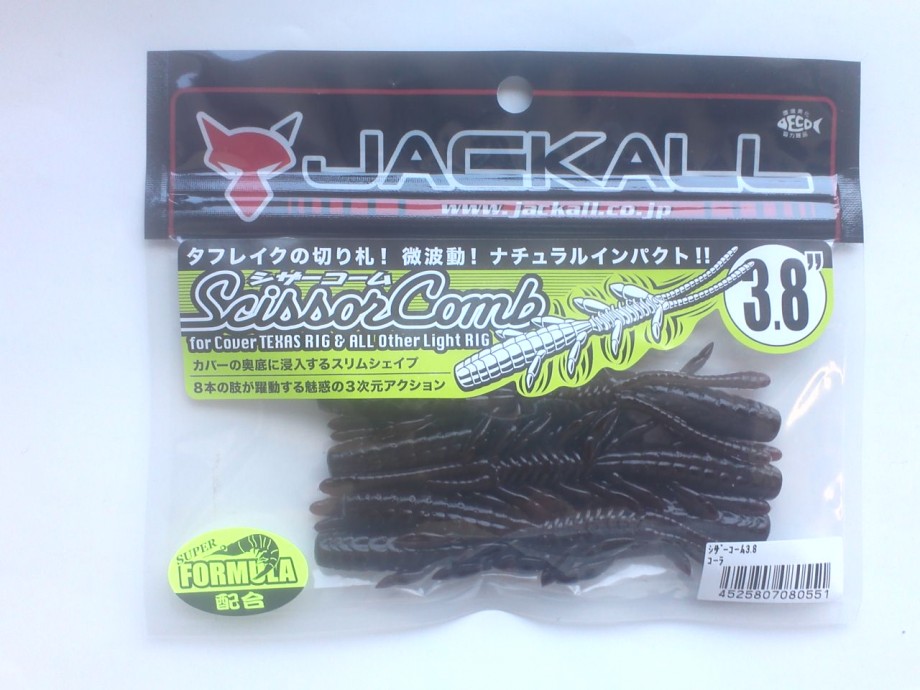 JACKALL
www.jackall.co.jp
ECO
タフレイクの切り札! 微波動! ナチュラルインパクト!!
シザーコーム
Scissor Comb
3.8"
for Cover TEXAS RIG & ALL Other Light RIG
カバーの奥底に浸入するスリムシェイプ
8本の肢が躍動する魅惑の3次元アクション
SUPER
FORMULA
配合
ｼｻﾞｰｺｰﾑ3.8
ｺｰﾗ
4525807080551